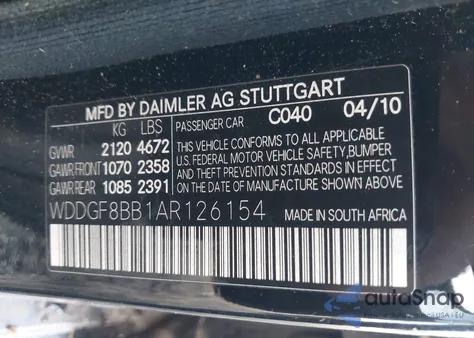 MFD BY DAIMLER AG STUTTGART
KG LBS PASSENGER CAR C040 04/10
GVWR 2120 4672 THIS VEHICLE CONFORMS TO ALL APPLICABLE
GAWR FRONT 1070 2358 U.S. FEDERAL MOTOR VEHICLE SAFETY, BUMPER
GAWR REAR 1085 2391 AND THEFT PREVENTION STANDARDS IN EFFECT
ON THE DATE OF MANUFACTURE SHOWN ABOVE.
WDDGF8BB1AR126154 MADE IN SOUTH AFRICA
autoSnap